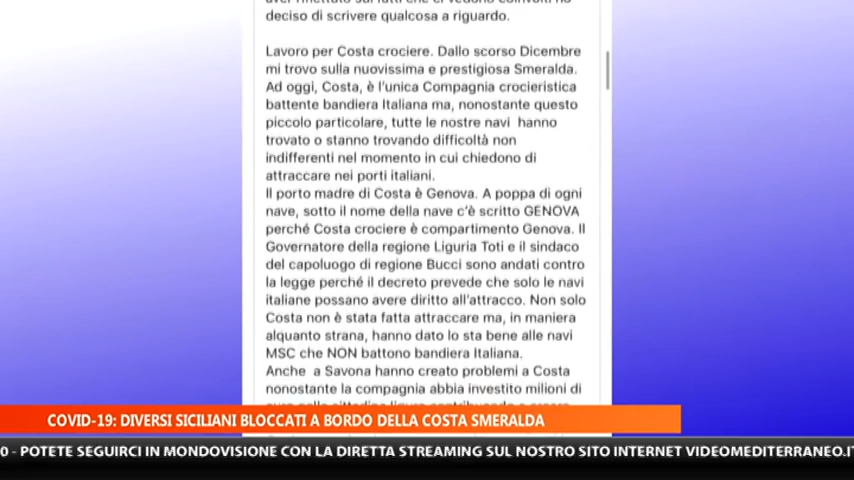 aver riflettuto sui fatti che ci vedono coinvolti ho
deciso di scrivere qualcosa a riguardo.
Lavoro per Costa crociere. Dallo scorso Dicembre
mi trovo sulla nuovissima e prestigiosa Smeralda.
Ad oggi, Costa, è l'unica Compagnia crocieristica
battente bandiera Italiana ma, nonostante questo
piccolo particolare, tutte le nostre navi hanno
trovato o stanno trovando difficoltà non
indifferenti nel momento in cui chiedono di
attraccare nei porti italiani.
Il porto madre di Costa è Genova. A poppa di ogni
nave, sotto il nome della nave c'è scritto GENOVA
perché Costa crociere è compartimento Genova. Il
Governatore della regione Liguria Toti e il sindaco
del capoluogo di regione Bucci sono andati contro
la legge perché il decreto prevede che solo le navi
italiane possano avere diritto all'attracco. Non solo
Costa non è stata fatta attraccare ma, in maniera
alquanto strana, hanno dato lo sta bene alle navi
MSC che NON battono bandiera Italiana.
Anche a Savona hanno creato problemi a Costa
nonostante la compagnia abbia investito milioni di
COVID-19: DIVERSI SICILIANI BLOCCATI A BORDO DELLA COSTA SMERALDA
0 - POTETE SEGUIRCI IN MONDOVISIONE CON LA DIRETTA STREAMING SUL NOSTRO SITO INTERNET VIDEOMEDITERRANEO.IT